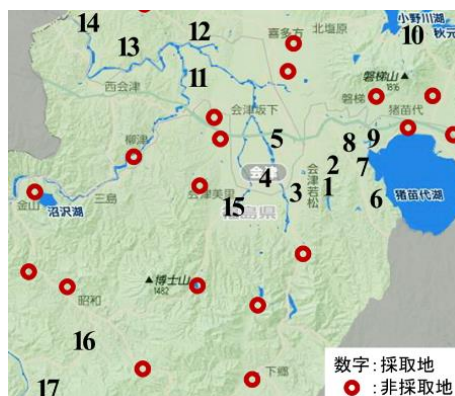 14
12
喜多方
北塩原
小野川湖
秋元
10
13
磐梯山
1816
11
西会津
磐梯
猪苗代
会津坂下
5
8
9
柳津
2
7
会津
4
会津若松
1
3
6
猪苗代湖
金山
沼沢湖
三島
会津美里
15
福島県
博士山
1482
昭和
16
下郷
17
数字:採取地
:非採取地